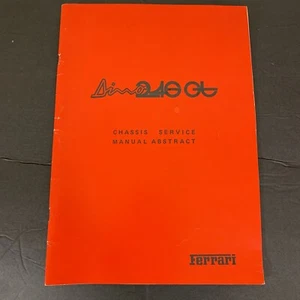 Dino 246 GT
CHASSIS SERVICE
MANUAL ABSTRACT
Ferrari